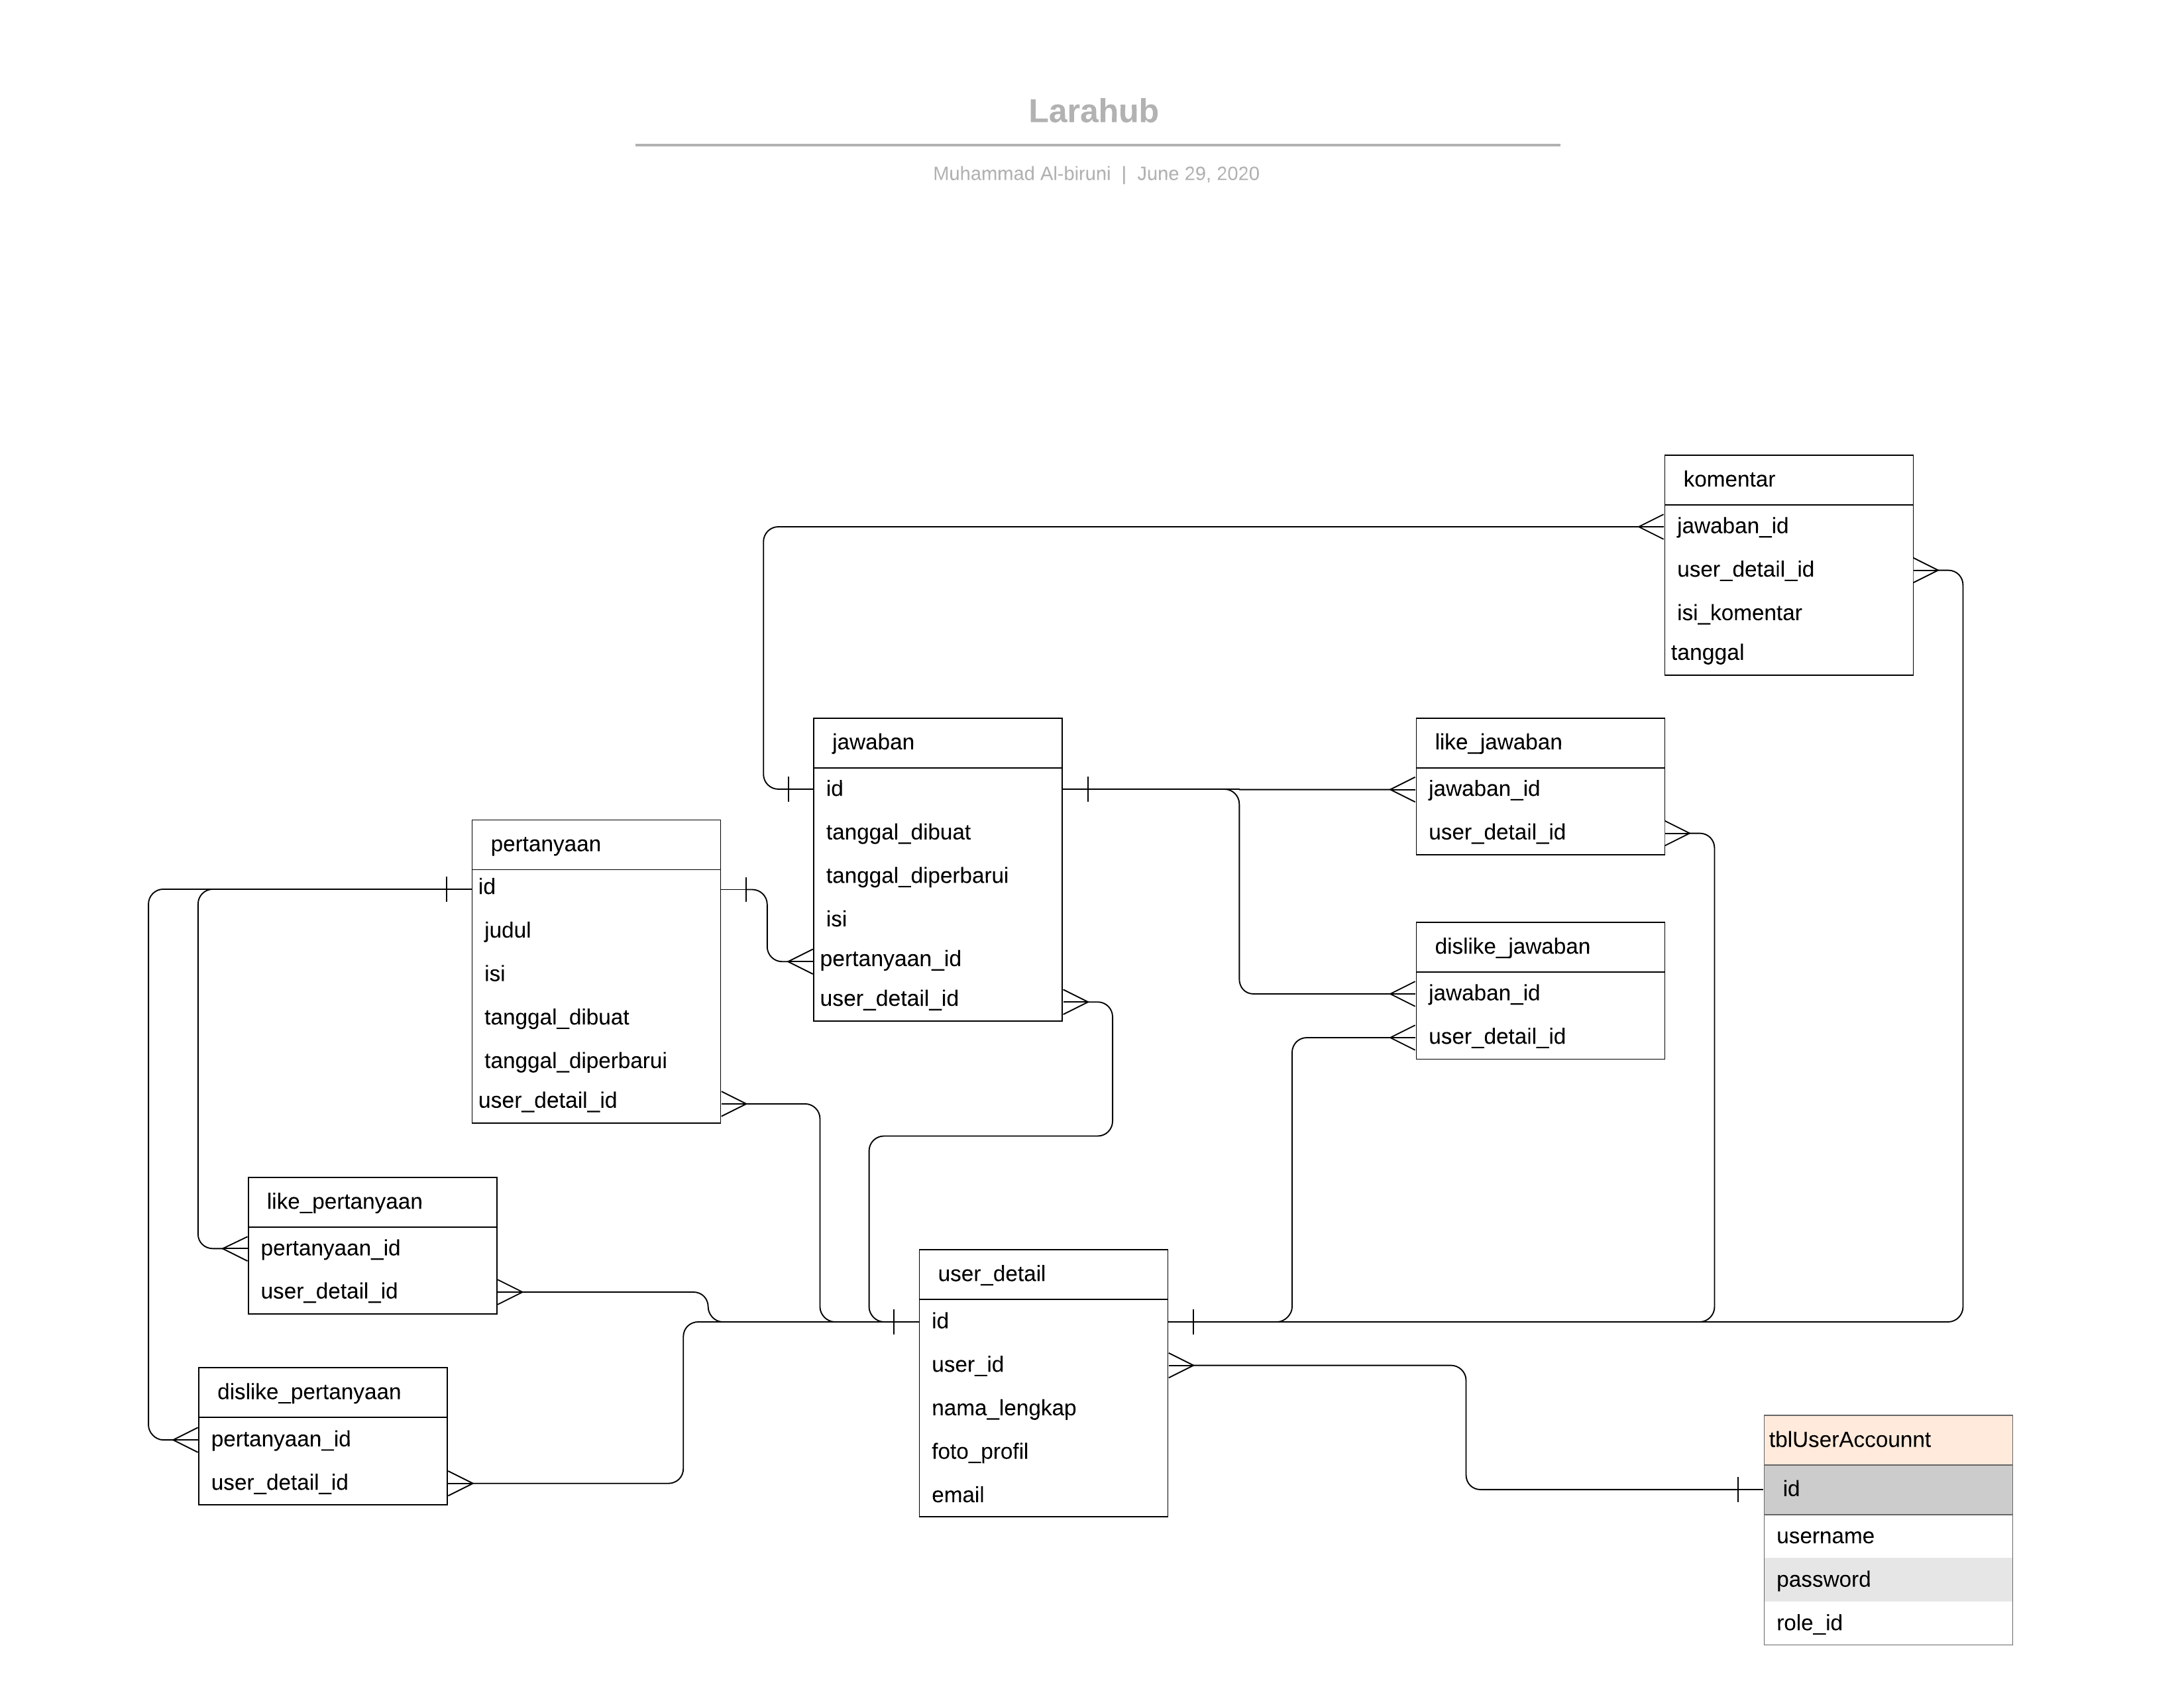 Larahub
Muhammad Al-biruni | June 29, 2020
komentar
jawaban_id
user_detail_id
isi_komentar
tanggal
jawaban
id
tanggal_dibuat
tanggal_diperbarui
isi
pertanyaan_id
user_detail_id
like_jawaban
jawaban_id
user_detail_id
pertanyaan
id
judul
isi
tanggal_dibuat
tanggal_diperbarui
user_detail_id
dislike_jawaban
jawaban_id
user_detail_id
like_pertanyaan
pertanyaan_id
user_detail_id
user_detail
id
user_id
nama_lengkap
foto_profil
email
dislike_pertanyaan
pertanyaan_id
user_detail_id
tblUserAccounnt
id
username
password
role_id